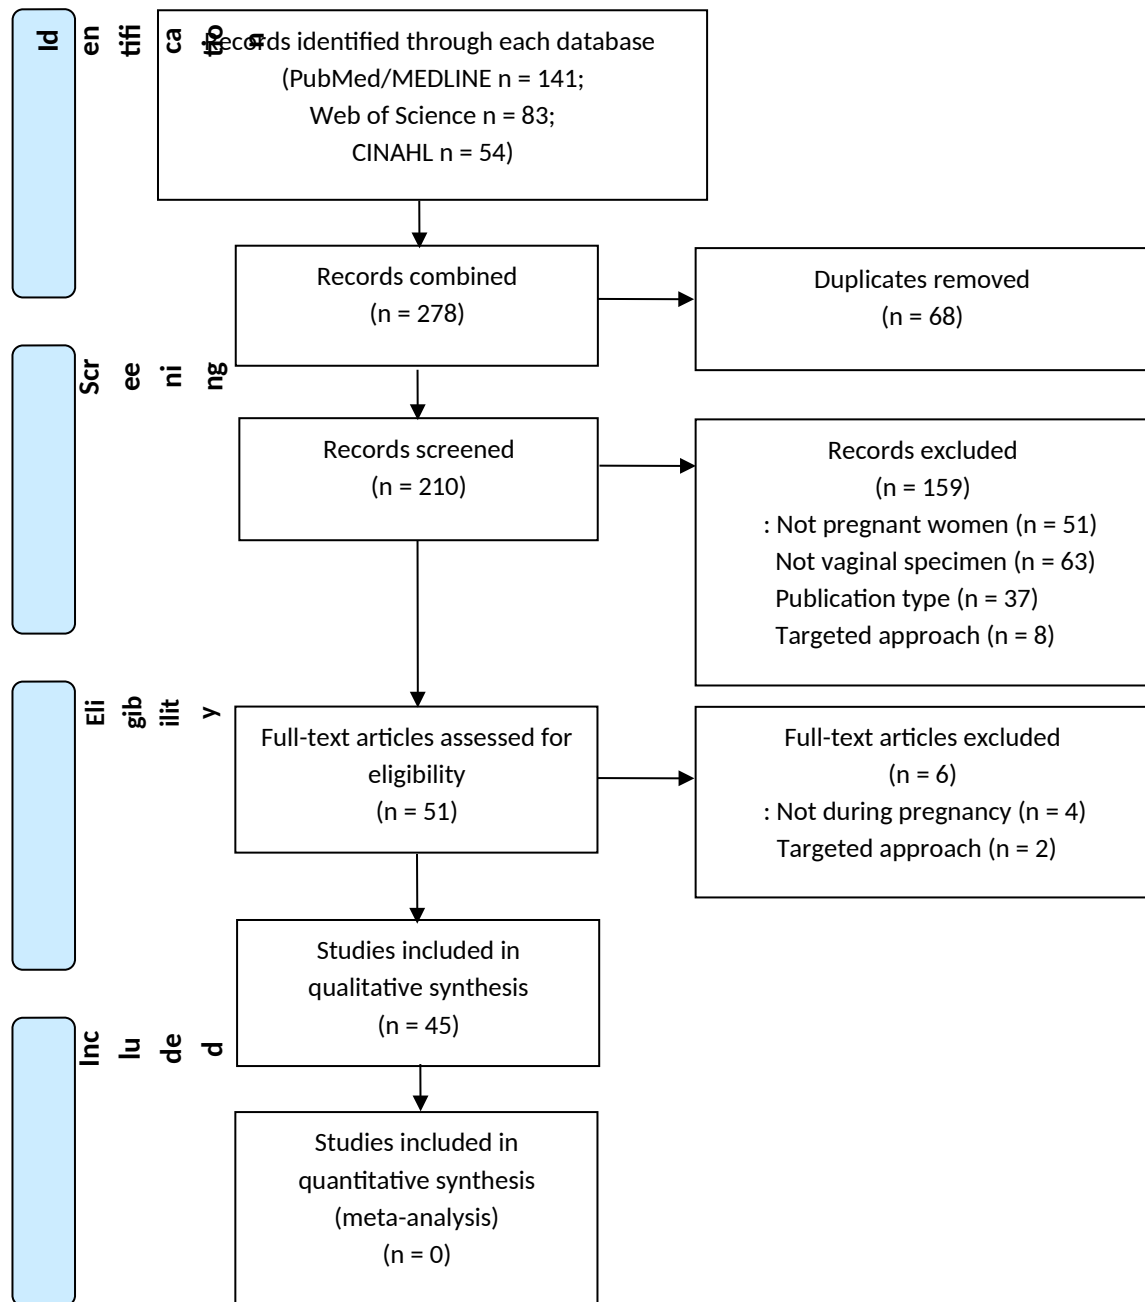 Id
en
tifi
ca
tio
n
Records identified through each database
(PubMed/MEDLINE n = 141;
Web of Science n = 83;
CINAHL n = 54)
Records combined
(n = 278)
Duplicates removed
(n = 68)
Scr
ee
ni
ng
Records screened
(n = 210)
Records excluded
(n = 159)
: Not pregnant women (n = 51)
Not vaginal specimen (n = 63)
Publication type (n = 37)
Targeted approach (n = 8)
Eli
gib
ilit
y
Full-text articles assessed for
eligibility
(n = 51)
Full-text articles excluded
(n = 6)
: Not during pregnancy (n = 4)
Targeted approach (n = 2)
Studies included in
qualitative synthesis
(n = 45)
Inc
lu
de
d
Studies included in
quantitative synthesis
(meta-analysis)
(n = 0)